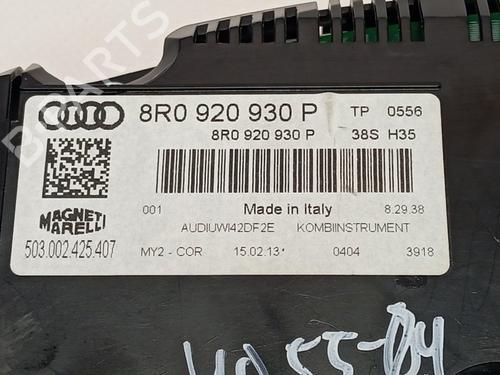 B-PARTS
8R0 920 930 P TP 0556
8R0 920 930 P 38S H35
001 Made in Italy 8.29.38
MAGNETI MARELLI
AUDIUWI42DF2E KOMBIINSTRUMENT
503.002.425.407
MY2 - COR 15.02.13* 0404 3918